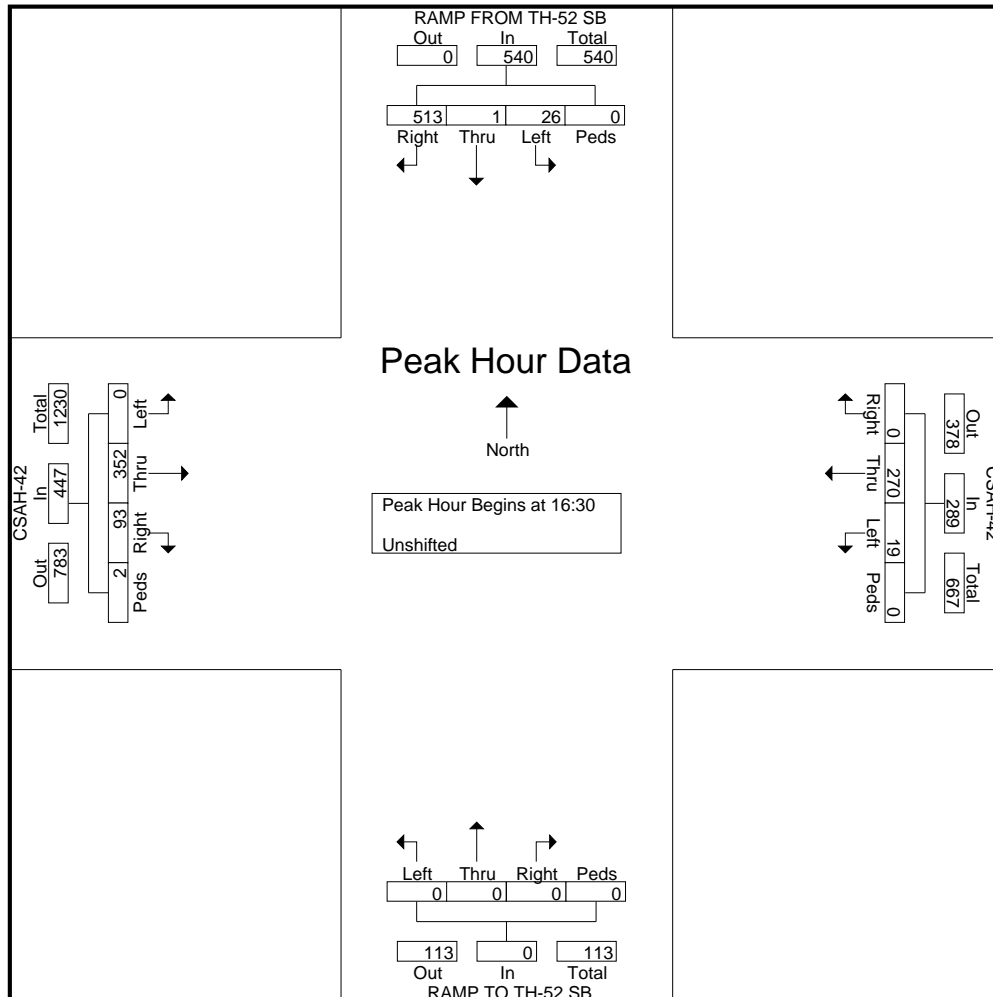 RAMP FROM TH-52 SB
Out In Total
0 540 540
513 1 26 0
Right Thru Left Peds
Peak Hour Data
North
Peak Hour Begins at 16:30
Unshifted
CSAH-42
Total In Out
1230 447 783
0 352 93 2
Left Thru Right Peds
Right Thru Left Peds
0 270 19 0
378 289 667
Out In Total
CSAH-42
Left Thru Right Peds
0 0 0 0
113 0 113
Out In Total
RAMP TO TH-52 SB